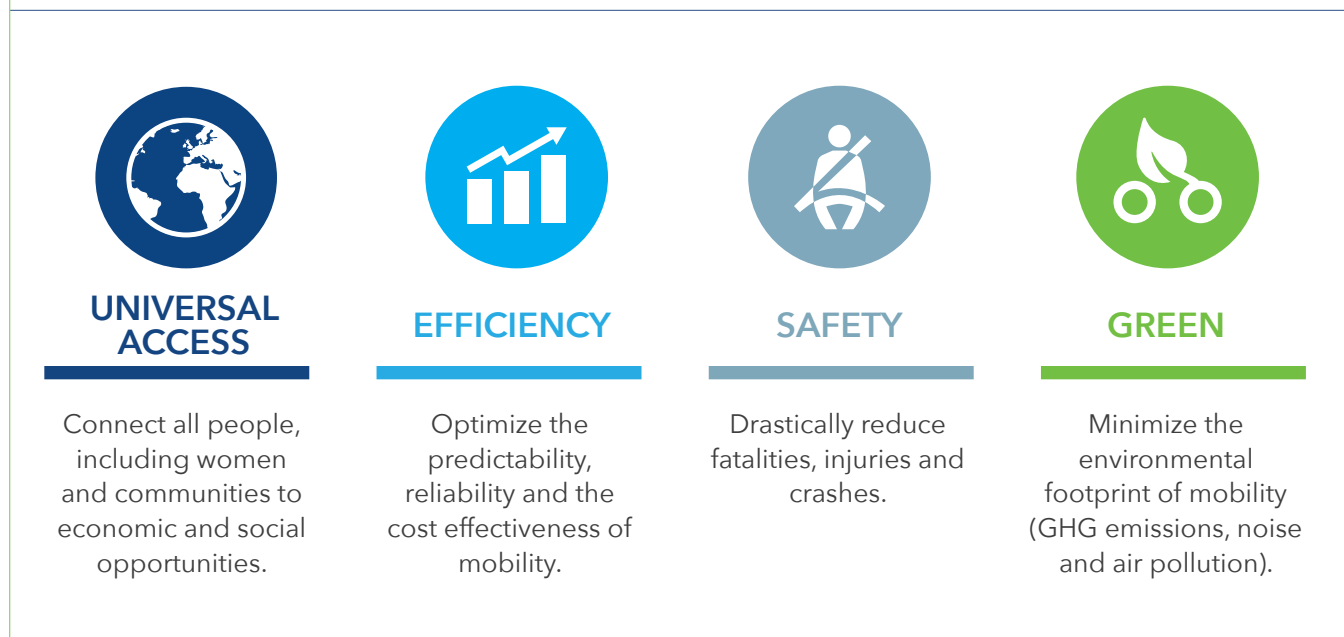 UNIVERSAL
ACCESS
Connect all people,
including women
and communities to
economic and social
opportunities.
EFFICIENCY
Optimize the
predictability,
reliability and the
cost effectiveness of
mobility.
SAFETY
Drastically reduce
fatalities, injuries and
crashes.
GREEN
Minimize the
environmental
footprint of mobility
(GHG emissions, noise
and air pollution).